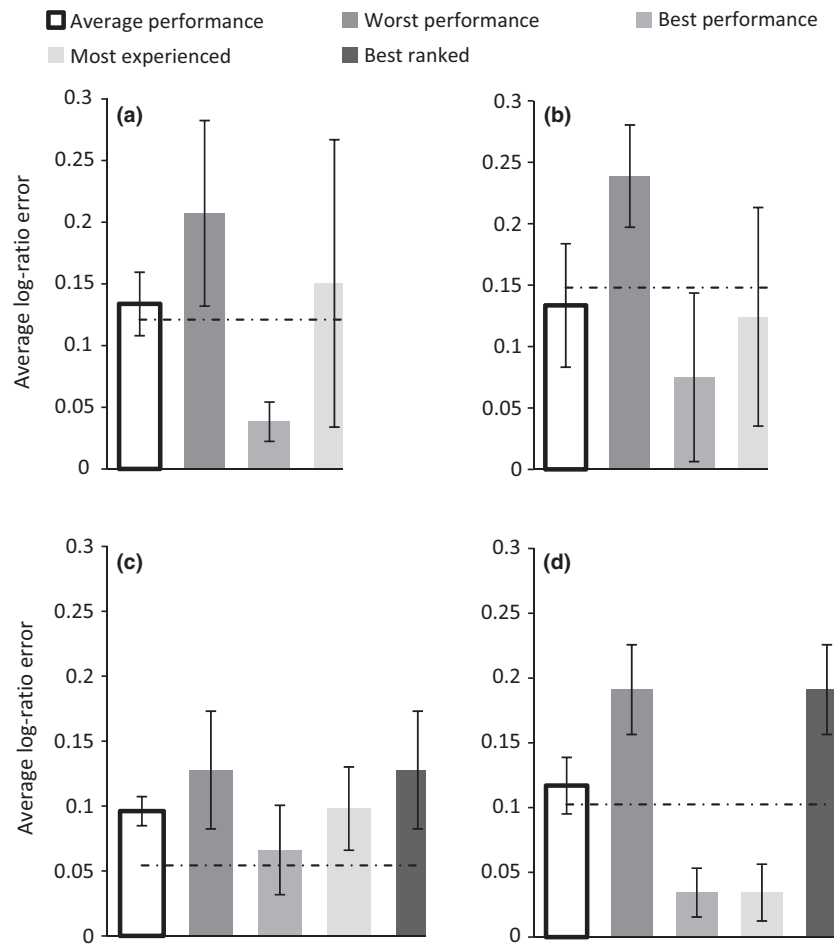 Average performance Worst performance Best performance
Most experienced Best ranked
(a) (b)
0.3 0.3
0.25 0.25
0.2 0.2
0.15 0.15
0.1 0.1
0.05 0.05
0 0
Average log-ratio error
(c) (d)
0.3 0.3
0.25 0.25
0.2 0.2
0.15 0.15
0.1 0.1
0.05 0.05
0 0
Average log-ratio error